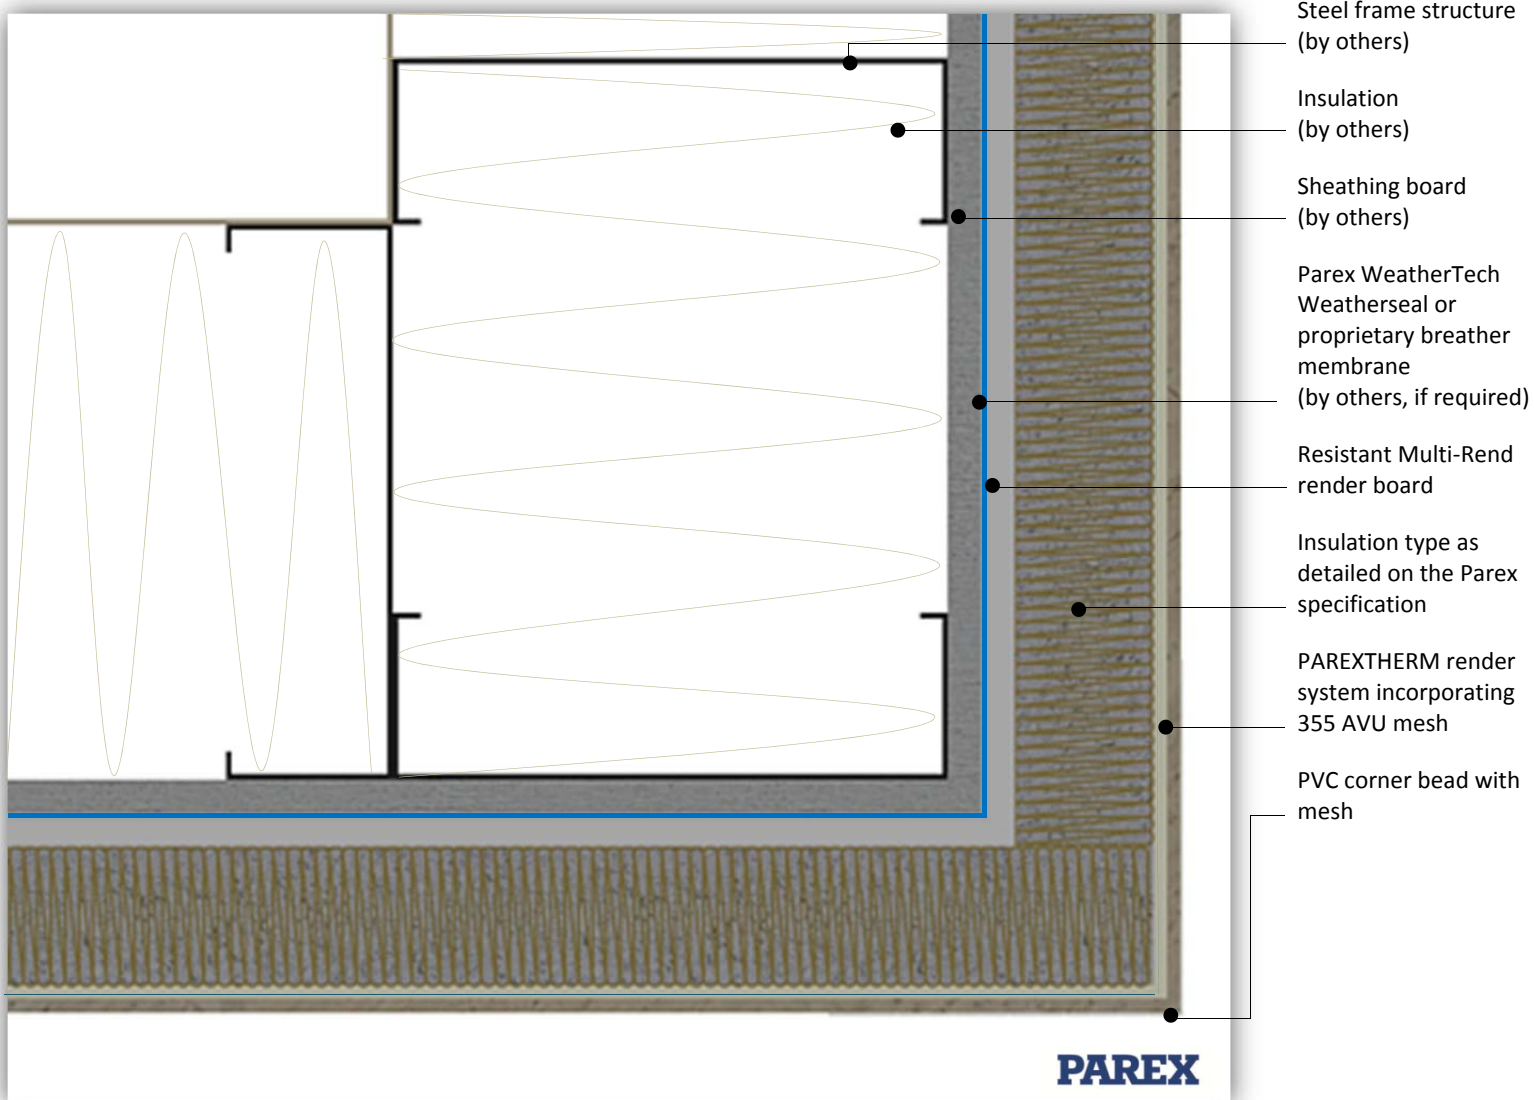 Steel frame structure
(by others)
Insulation
(by others)
Sheathing board
(by others)
Parex WeatherTech
Weatherseal or
proprietary breather
membrane
(by others, if required)
Resistant Multi-Rend
render board
Insulation type as
detailed on the Parex
specification
PAREXTHERM render
system incorporating
355 AVU mesh
PVC corner bead with
mesh
PAREX